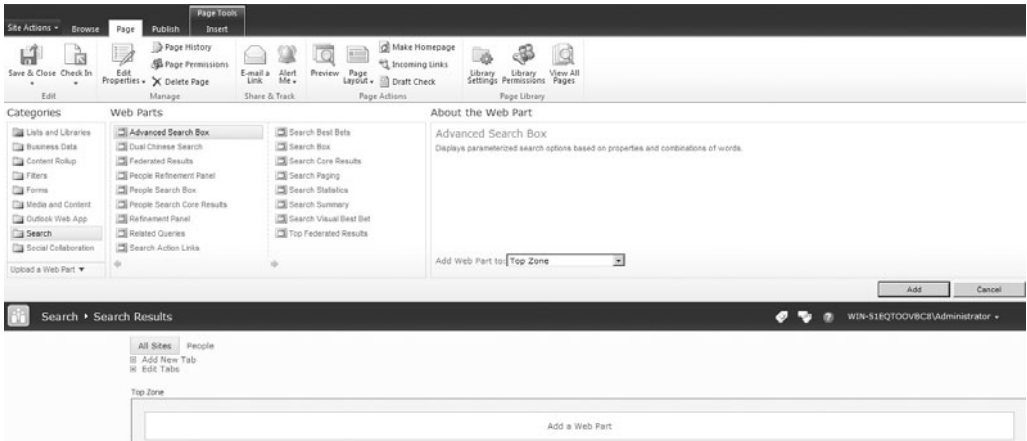 Page Tools
Site Actions Browse Page Publish Insert
Save & Close Check In Edit Properties Page History Page Permissions Delete Page E-mail a Link Alert Me Preview Page Layout Make Homepage Incoming Links Draft Check Library Settings Library Permissions View All Pages
Edit Manage Share & Track Page Actions Page Library
Categories Web Parts About the Web Part
Lists and Libraries
Business Data
Content Rollup
Filters
Forms
Media and Content
Outlook Web App
Search
Social Collaboration
Upload a Web Part
Advanced Search Box
Dual Chinese Search
Federated Results
People Refinement Panel
People Search Box
People Search Core Results
Refinement Panel
Related Queries
Search Action Links
Search Best Bets
Search Box
Search Core Results
Search Paging
Search Statistics
Search Summary
Search Visual Best Bet
Top Federated Results
Advanced Search Box
Displays parameterized search options based on properties and combinations of words.
Add Web Part to: Top Zone
Add Cancel
Search Search Results WIN-51EQTOOVBC8\Administrator
All Sites People
Add New Tab
Edit Tabs
Top Zone
Add a Web Part